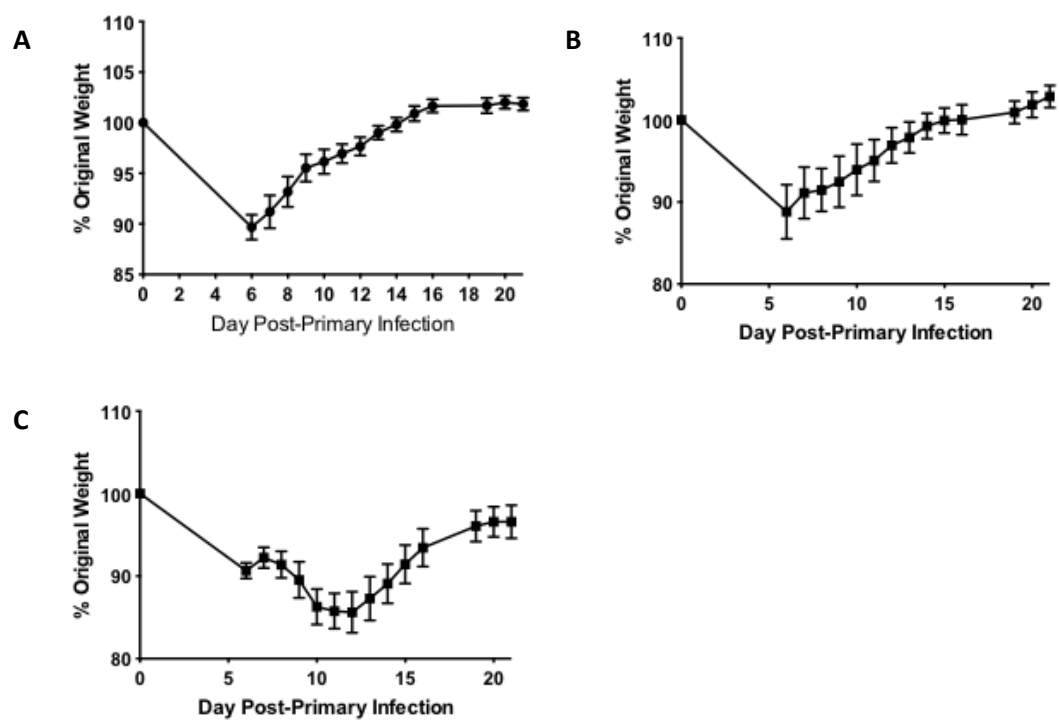 A
110
105
100
95
90
85
% Original Weight
0 2 4 6 8 10 12 14 16 18 20
Day Post-Primary Infection
B
110
100
90
80
% Original Weight
0 5 10 15 20
Day Post-Primary Infection
C
110
100
90
80
% Original Weight
0 5 10 15 20
Day Post-Primary Infection